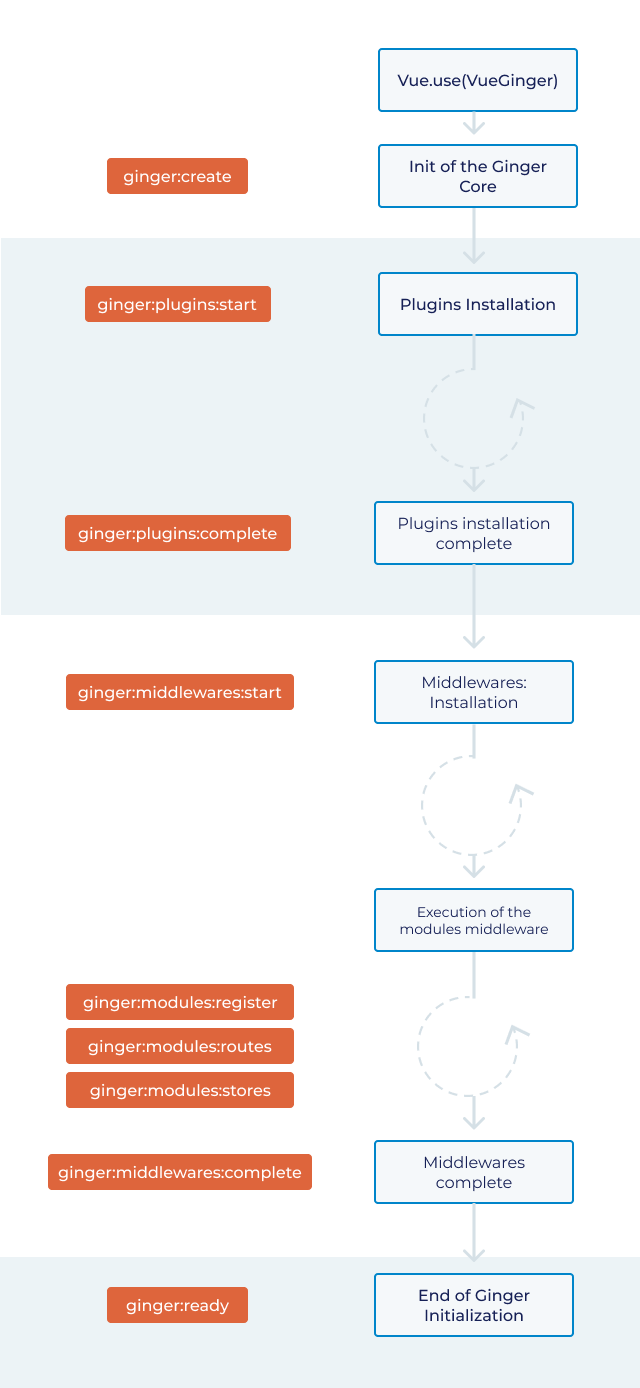 Vue.use(VueGinger)
ginger:create
Init of the Ginger
Core
ginger:plugins:start
Plugins Installation
ginger:plugins:complete
Plugins installation
complete
ginger:middlewares:start
Middlewares:
Installation
Execution of the
modules middleware
ginger:modules:register
ginger:modules:routes
ginger:modules:stores
ginger:middlewares:complete
Middlewares
complete
ginger:ready
End of Ginger
Initialization